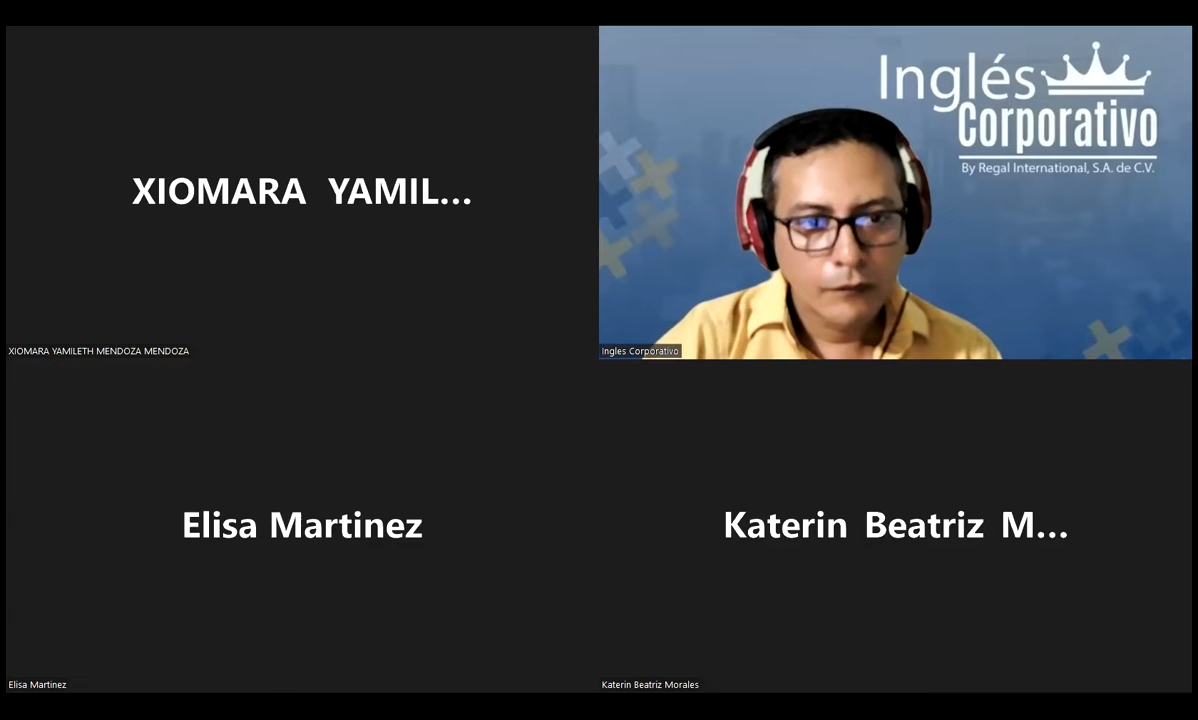 XIOMARA YAMIL...
XIOMARA YAMILETH MENDOZA MENDOZA
Inglés
Corporativo
By Regal International, S.A. de C.V.
Ingles Corporativo
Elisa Martinez
Elisa Martinez
Katerin Beatriz M...
Katerin Beatriz Morales